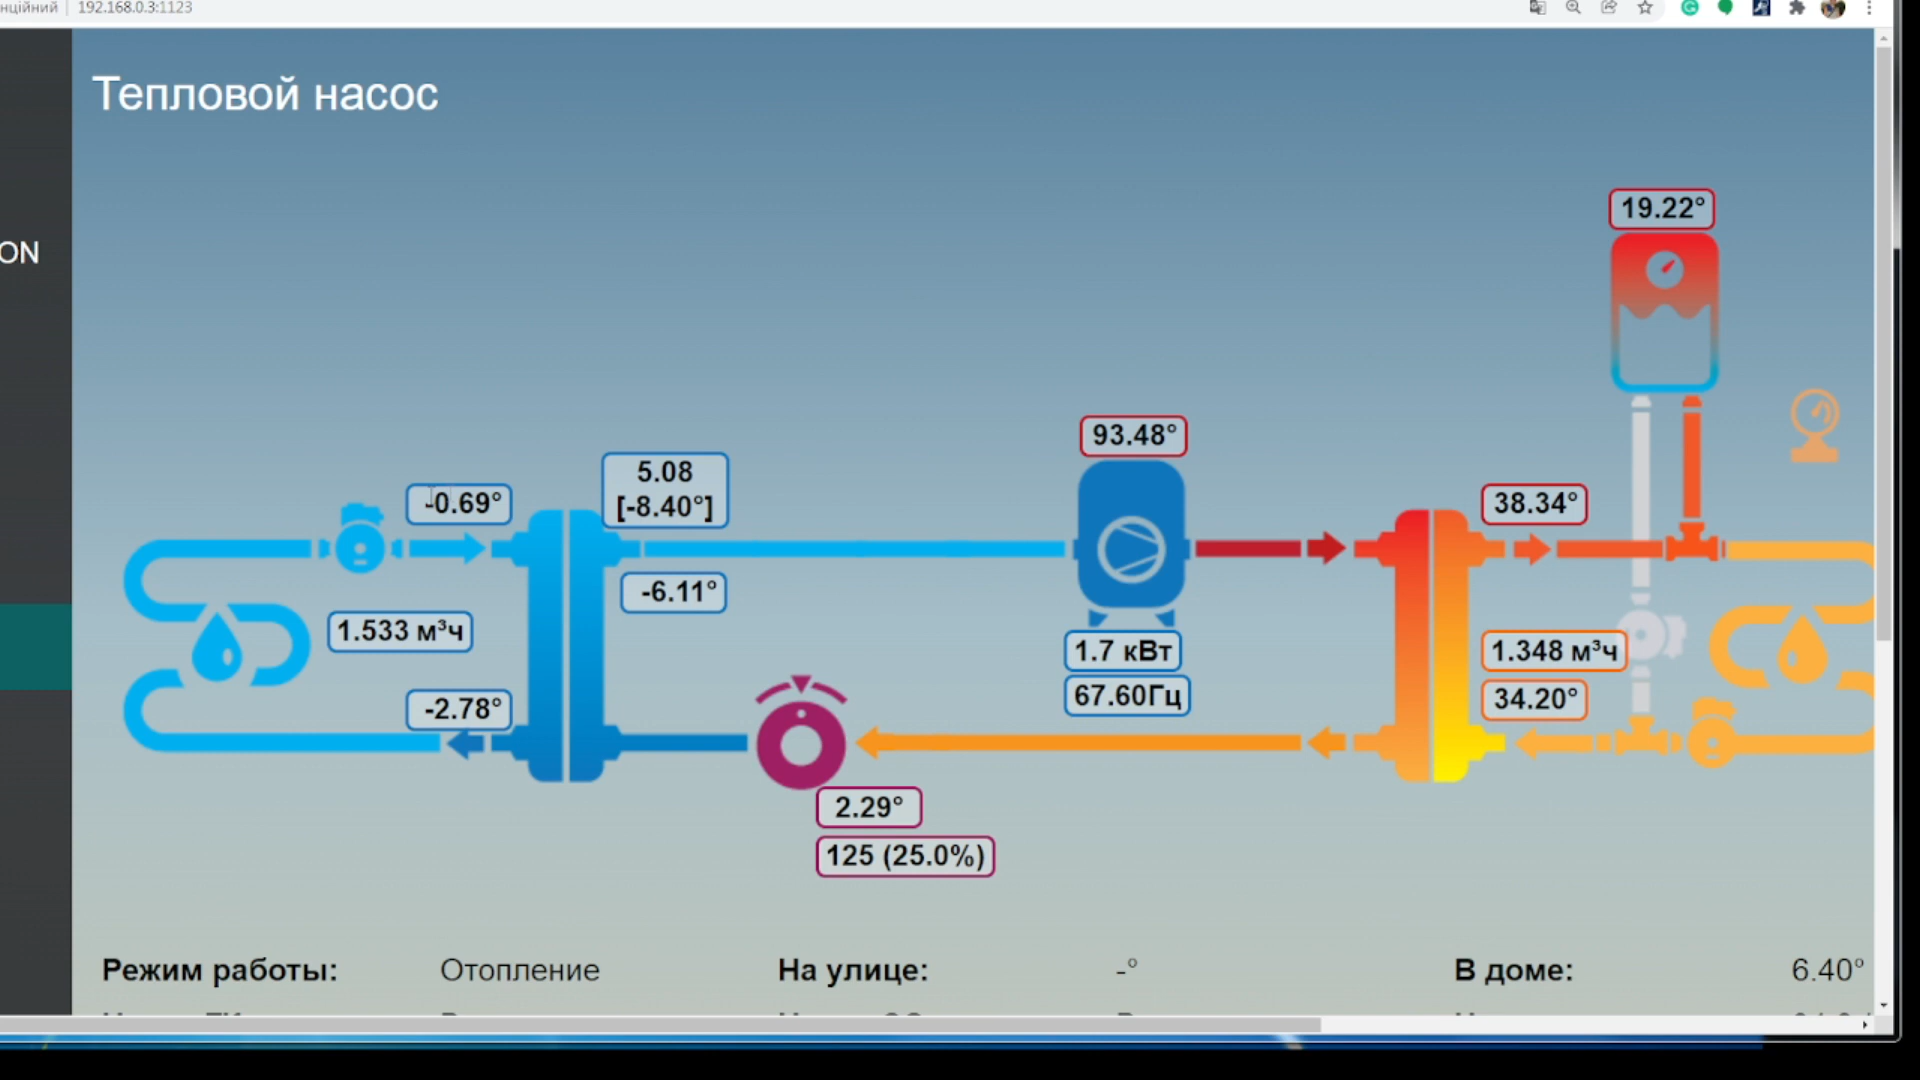 нційний | 192.168.0.3:1123
Тепловой насос
ON
19.22°
93.48°
5.08
[-8.40°]
-0.69°
38.34°
-6.11°
1.533 м³ч
1.7 кВт
1.348 м³ч
67.60Гц
34.20°
-2.78°
2.29°
125 (25.0%)
Режим работы: Отопление На улице: -° В доме: 6.40°